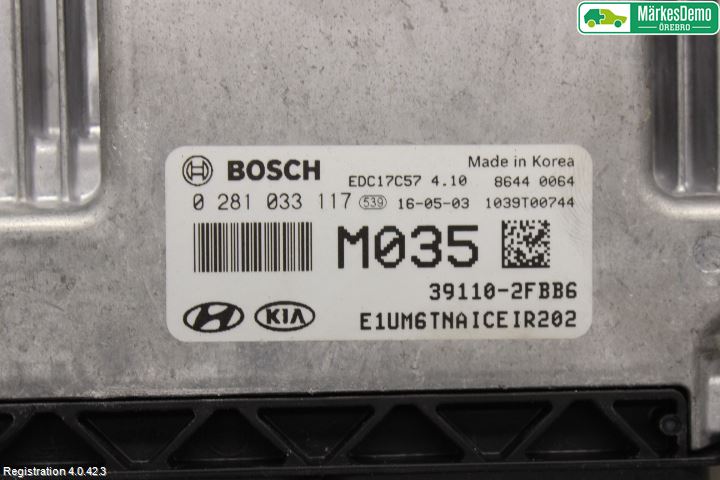 MärkesDemo
ÖREBRO
BOSCH
Made in Korea
EDC17C57 4.10 8644 0064
0 281 033 117 539 16-05-03 1039T00744
M035
39110-2FBB6
KIA
E1UM6TNAICEIR202
Registration 4.0.42.3